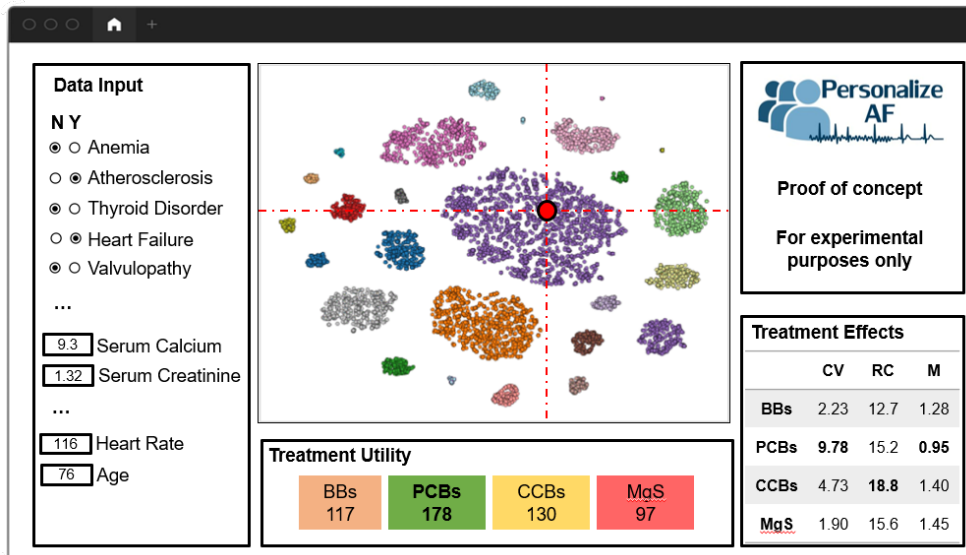 Data Input
N Y
Anemia
Atherosclerosis
Thyroid Disorder
Heart Failure
Valvulopathy
...
9.3 Serum Calcium
1.32 Serum Creatinine
...
116 Heart Rate
76 Age
Treatment Utility
BBs PCBs CCBs MgS
117 178 130 97
Personalize
AF
Proof of concept
For experimental
purposes only
Treatment Effects
CV RC M
BBs 2.23 12.7 1.28
PCBs 9.78 15.2 0.95
CCBs 4.73 18.8 1.40
MgS 1.90 15.6 1.45